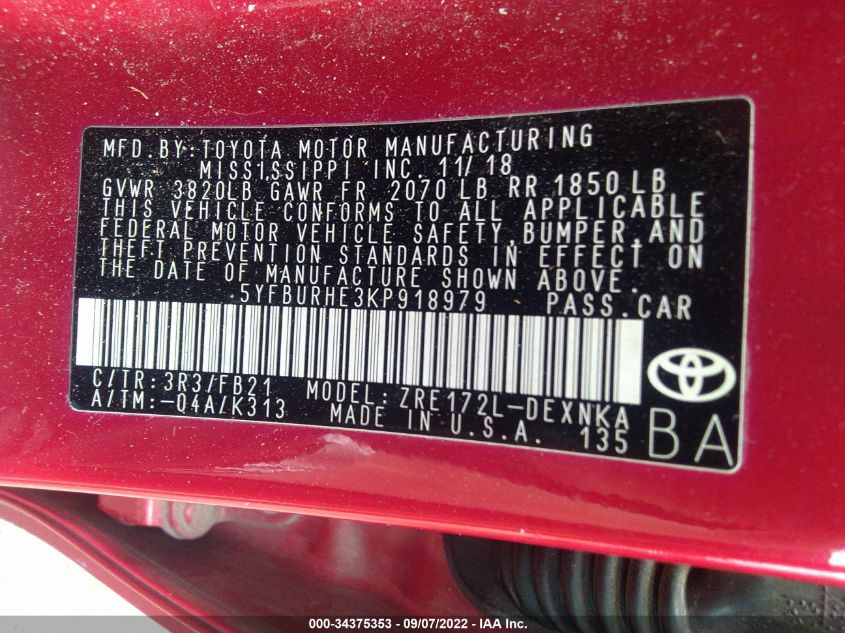 MFD.BY:TOYOTA MOTOR MANUFACTURING
MISSISSIPPI INC. 11/18
GVWR 3820LB GAWR FR 2070 LB RR 1850 LB
THIS VEHICLE CONFORMS TO ALL APPLICABLE
FEDERAL MOTOR VEHICLE SAFETY,BUMPER,AND
THEFT PREVENTION STANDARDS IN EFFECT ON
THE DATE OF MANUFACTURE SHOWN ABOVE.
5YFBURHE3KP918979 PASS.CAR
C/TR:3R3/FB21 MODEL:ZRE172L-DEXNKA
A/TM:-04A/K313 MADE IN U.S.A. 135
BA
000-34375353 - 09/07/2022 - IAA Inc.